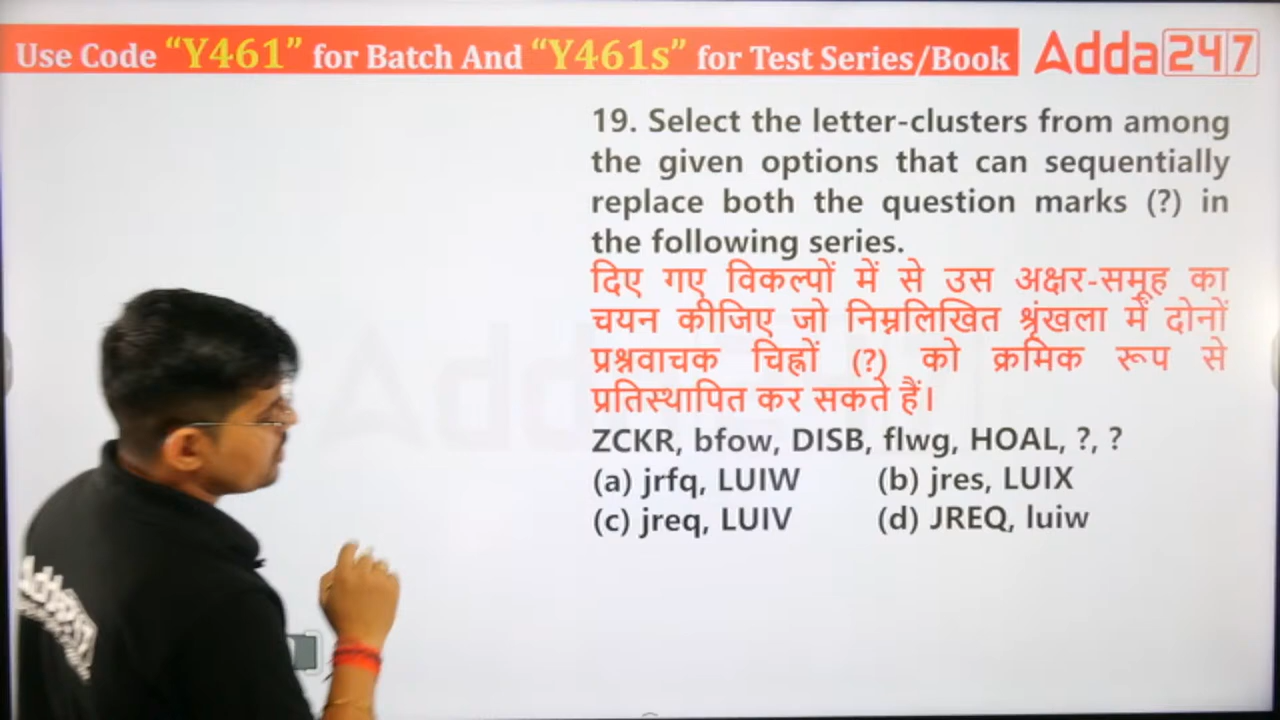 Use Code “Y461” for Batch And “Y461s” for Test Series/Book
Adda247
19. Select the letter-clusters from among
the given options that can sequentially
replace both the question marks (?) in
the following series.
दिए गए विकल्पों में से उस अक्षर-समूह का
चयन कीजिए जो निम्नलिखित श्रृंखला में दोनों
प्रश्नवाचक चिह्नों (?) को क्रमिक रूप से
प्रतिस्थापित कर सकते हैं।
ZCKR, bfow, DISB, flwg, HOAL, ?, ?
(a) jrfq, LUIW (b) jres, LUIX
(c) jreq, LUIV (d) JREQ, luiw